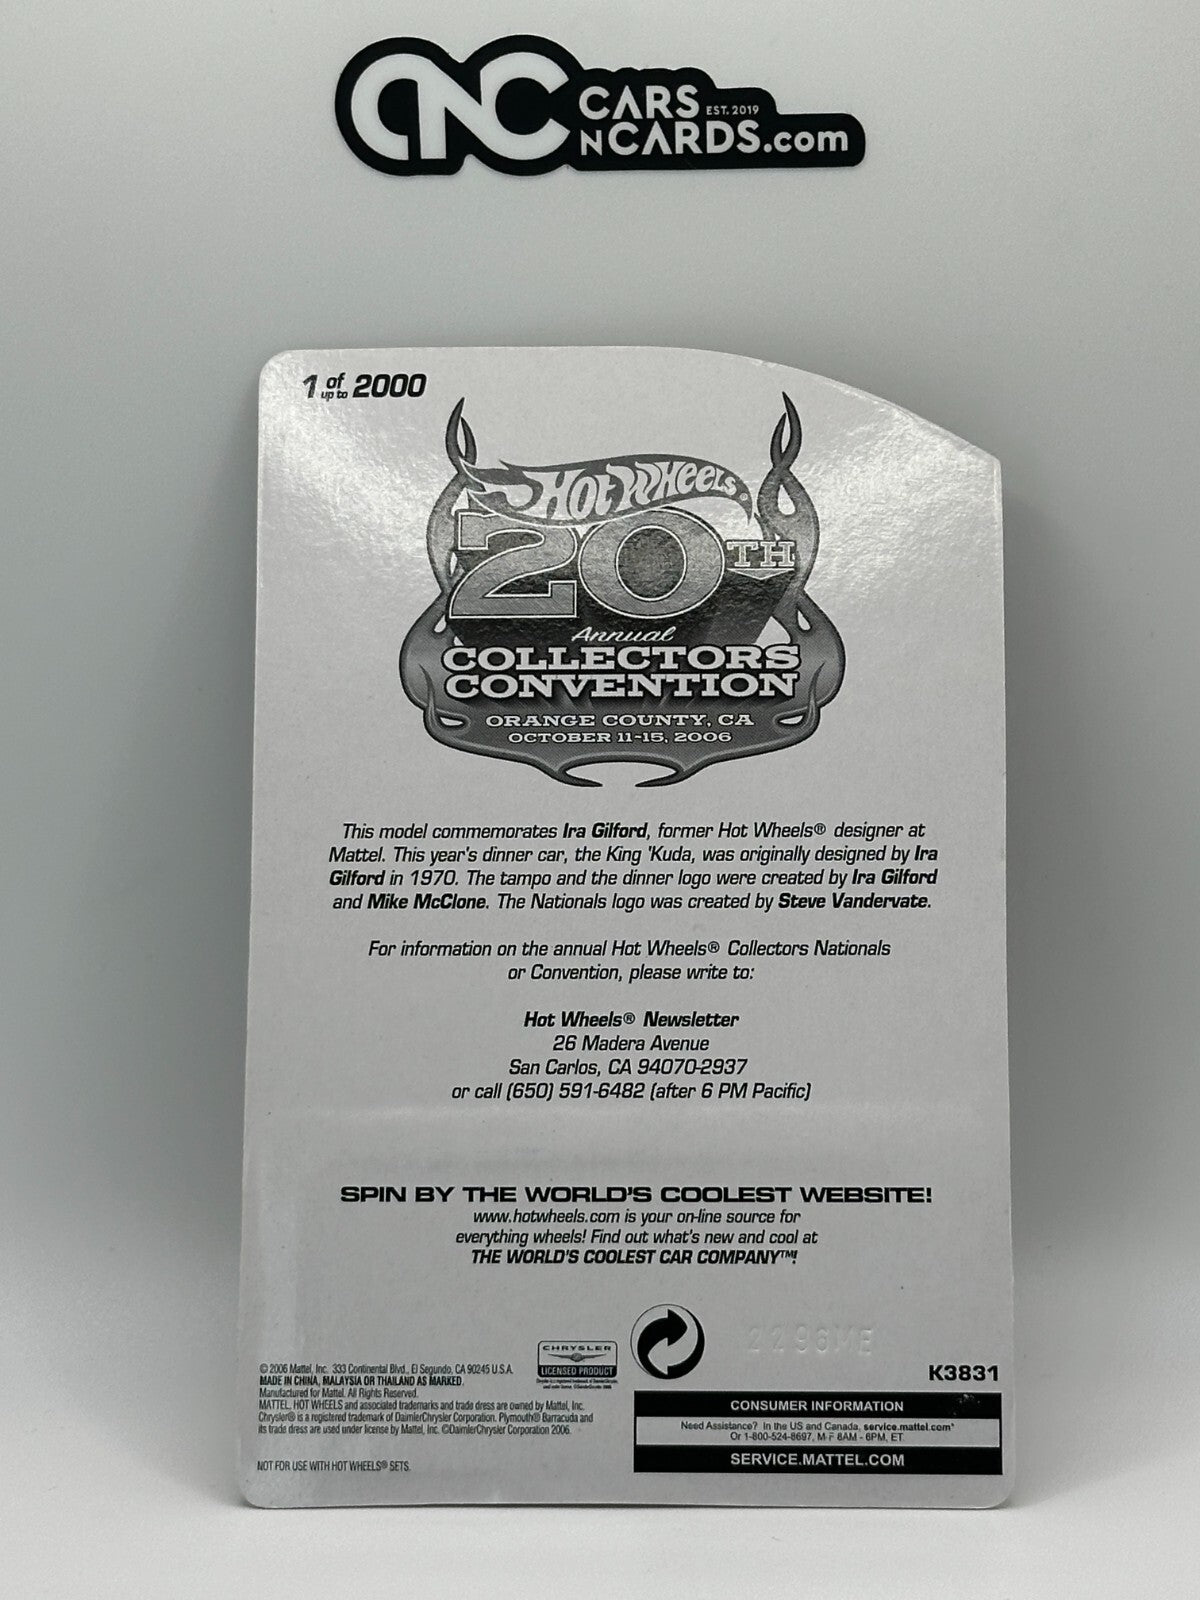 CNC CARS EST. 2019
N CARDS.com
1 of up to 2000
Hot Wheels®
20TH
Annual
COLLECTORS
CONVENTION
ORANGE COUNTY, CA
OCTOBER 11-15, 2006
This model commemorates Ira Gilford, former Hot Wheels® designer at
Mattel. This year's dinner car, the King 'Kuda, was originally designed by Ira
Gilford in 1970. The tampo and the dinner logo were created by Ira Gilford
and Mike McClone. The Nationals logo was created by Steve Vandervate.
For information on the annual Hot Wheels® Collectors Nationals
or Convention, please write to:
Hot Wheels® Newsletter
26 Madera Avenue
San Carlos, CA 94070-2937
or call (650) 591-6482 (after 6 PM Pacific)
SPIN BY THE WORLD'S COOLEST WEBSITE!
www.hotwheels.com is your on-line source for
everything wheels! Find out what's new and cool at
THE WORLD'S COOLEST CAR COMPANY™!
© 2006 Mattel, Inc. 333 Continental Blvd., El Segundo, CA 90245 U.S.A.
MADE IN CHINA, MALAYSIA OR THAILAND AS MARKED.
Manufactured for Mattel. All Rights Reserved.
MATTEL, HOT WHEELS and associated trademarks and trade dress are owned by Mattel, Inc.
Chrysler® is a registered trademark of DaimlerChrysler Corporation. Plymouth® Barracuda and
its trade dress are used under license by Mattel, Inc. ©DaimlerChrysler Corporation 2006.
NOT FOR USE WITH HOT WHEELS® SETS.
CHRYSLER
LICENSED PRODUCT
K3831
CONSUMER INFORMATION
Need Assistance? In the US and Canada, service.mattel.com*
Or 1-800-524-8697, M-F 8AM - 6PM, ET.
SERVICE.MATTEL.COM